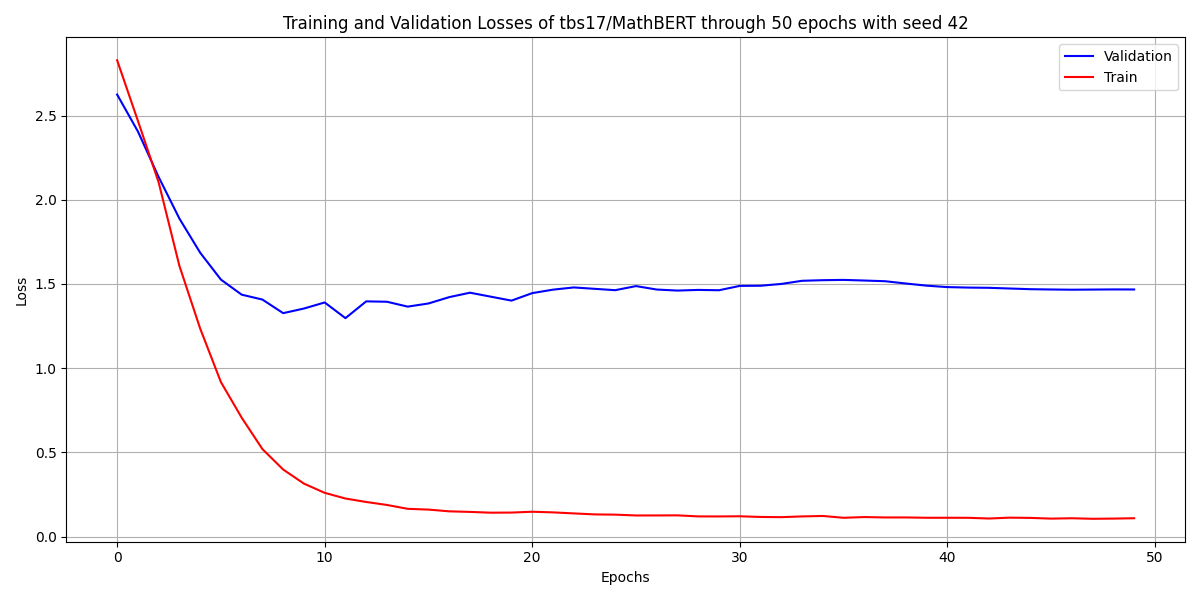 Training and Validation Losses of tbs17/MathBERT through 50 epochs with seed 42
Validation
Train
Loss
2.5
2.0
1.5
1.0
0.5
0.0
0 10 20 30 40 50
Epochs